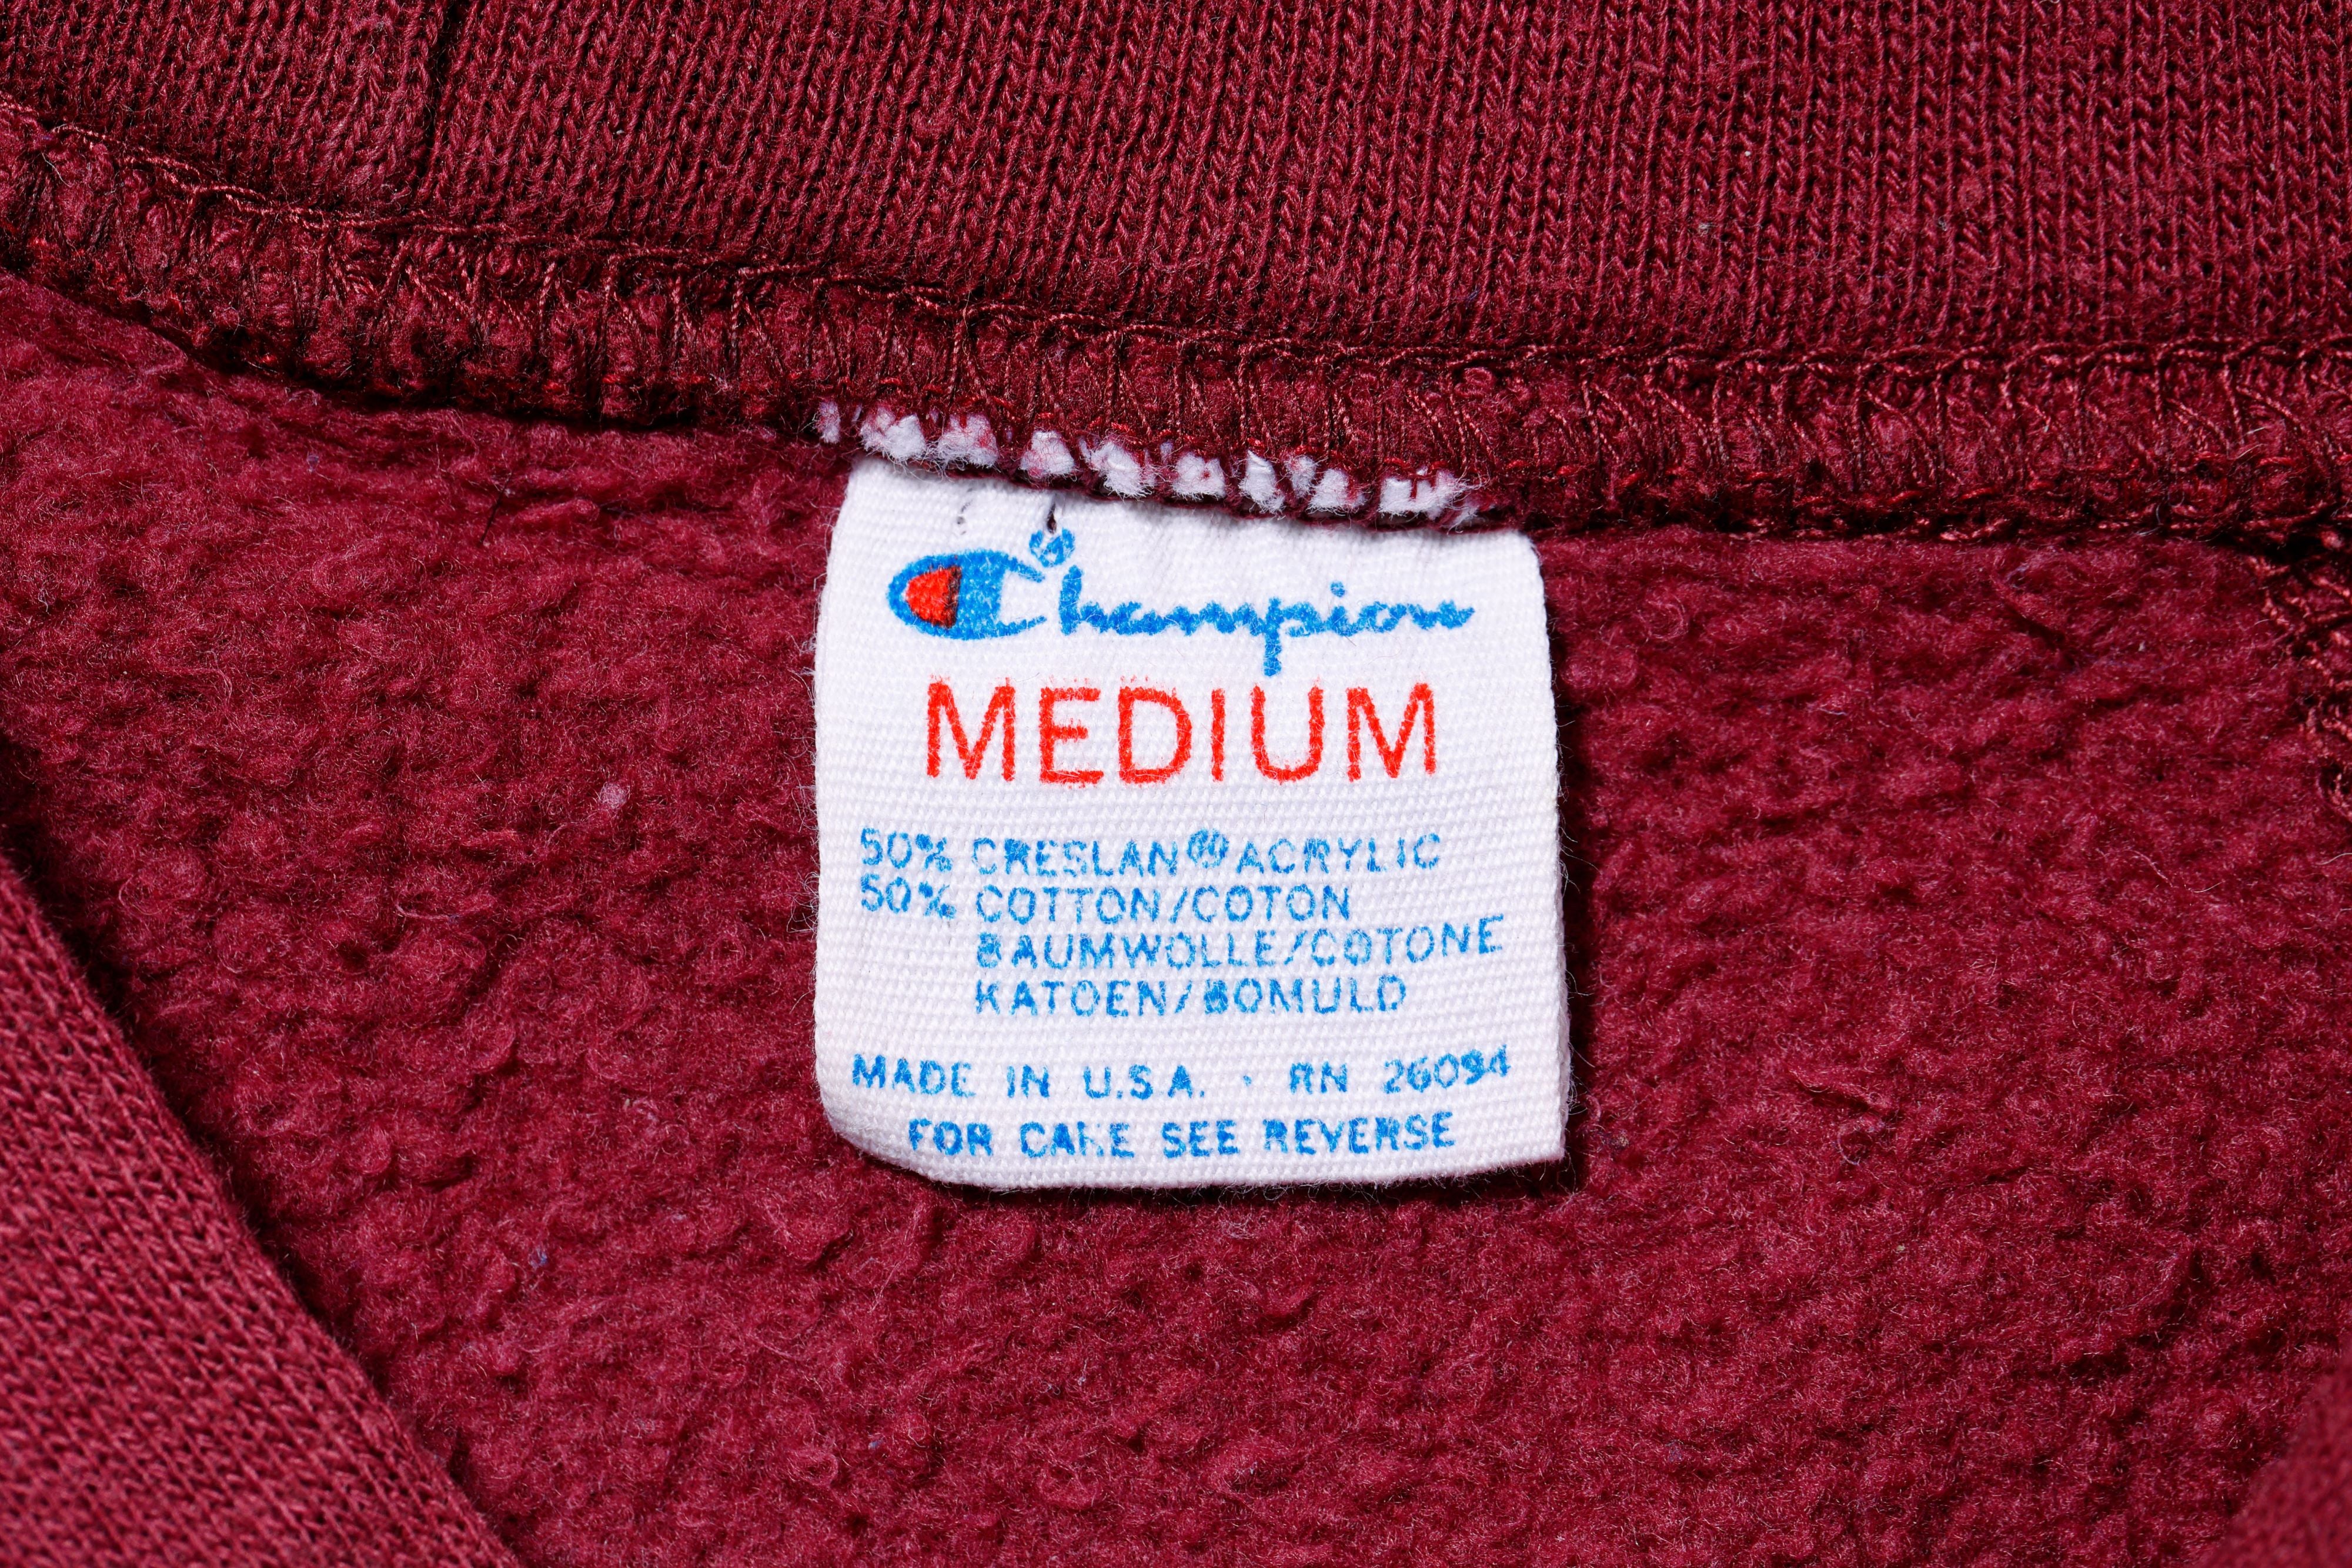 Champion
MEDIUM
50% CRESLAN® ACRYLIC
50% COTTON/COTON
BAUMWOLLE/COTONE
KATOEN/BOMULD
MADE IN U.S.A. · RN 26094
FOR CARE SEE REVERSE